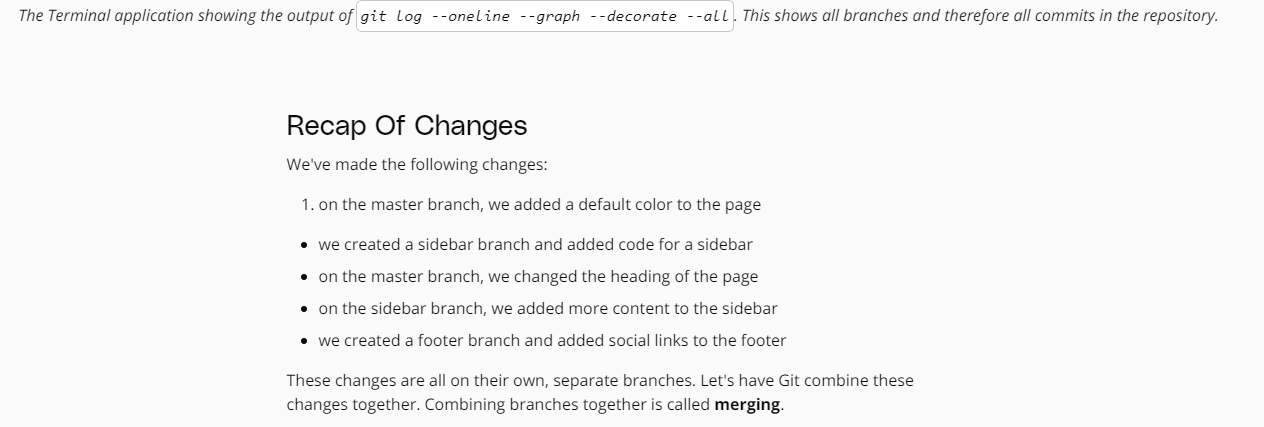 The Terminal application showing the output of git log --oneline --graph --decorate --all. This shows all branches and therefore all commits in the repository.
Recap Of Changes
We've made the following changes:
1. on the master branch, we added a default color to the page
• we created a sidebar branch and added code for a sidebar
• on the master branch, we changed the heading of the page
• on the sidebar branch, we added more content to the sidebar
• we created a footer branch and added social links to the footer
These changes are all on their own, separate branches. Let's have Git combine these
changes together. Combining branches together is called merging.